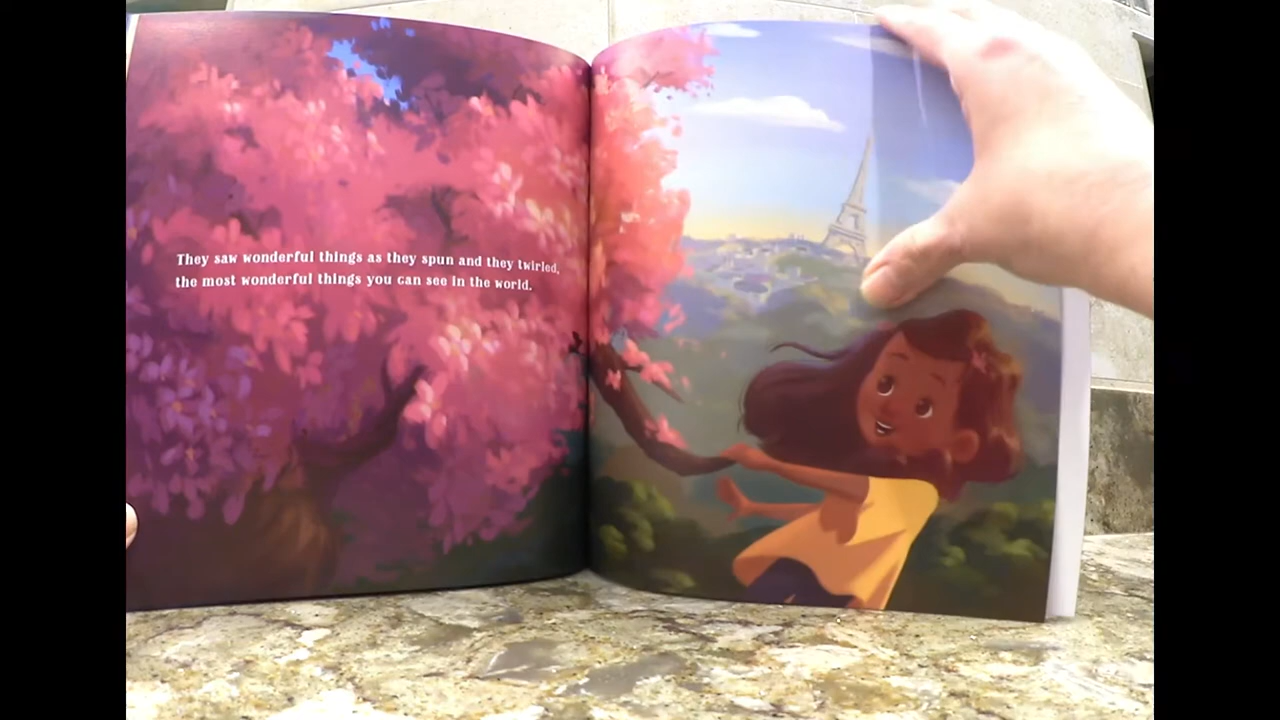 They saw wonderful things as they spun and they twirled,
the most wonderful things you can see in the world.